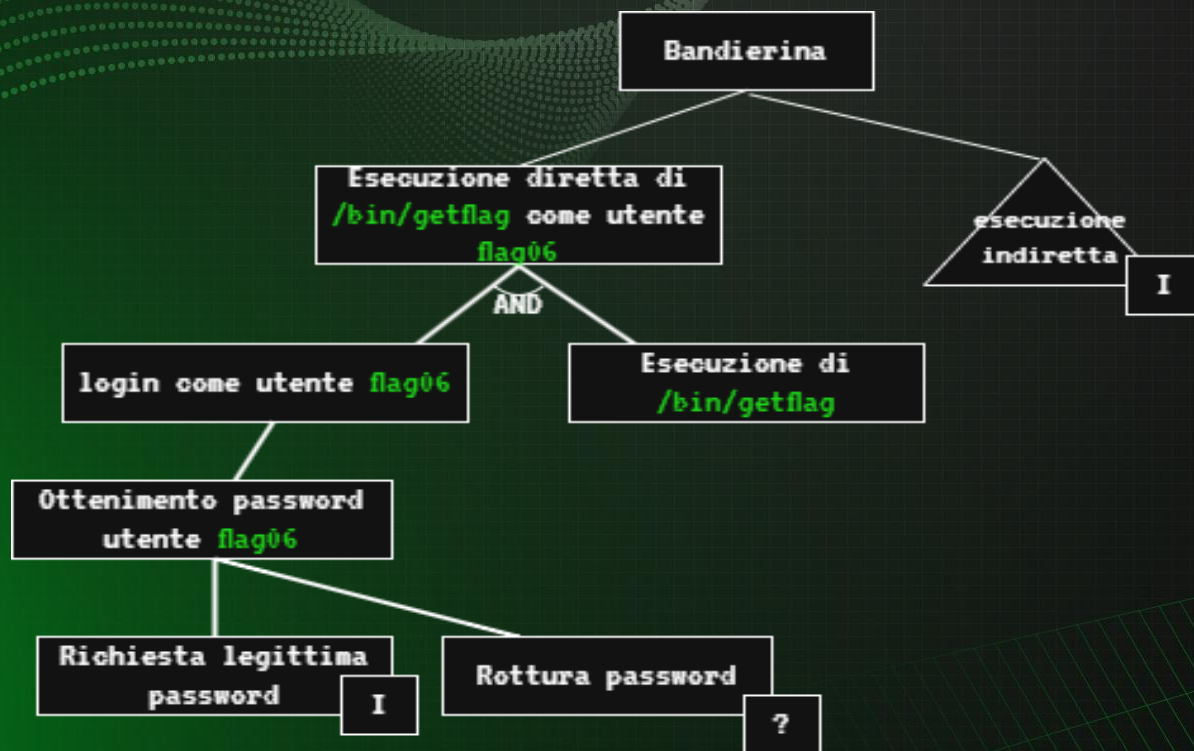 Bandierina
Esecuzione diretta di
/bin/getflag come utente
flag06
esecuzione
indiretta
I
AND
login come utente flag06
Esecuzione di
/bin/getflag
Ottenimento password
utente flag06
Richiesta legittima
password
I
Rottura password
?